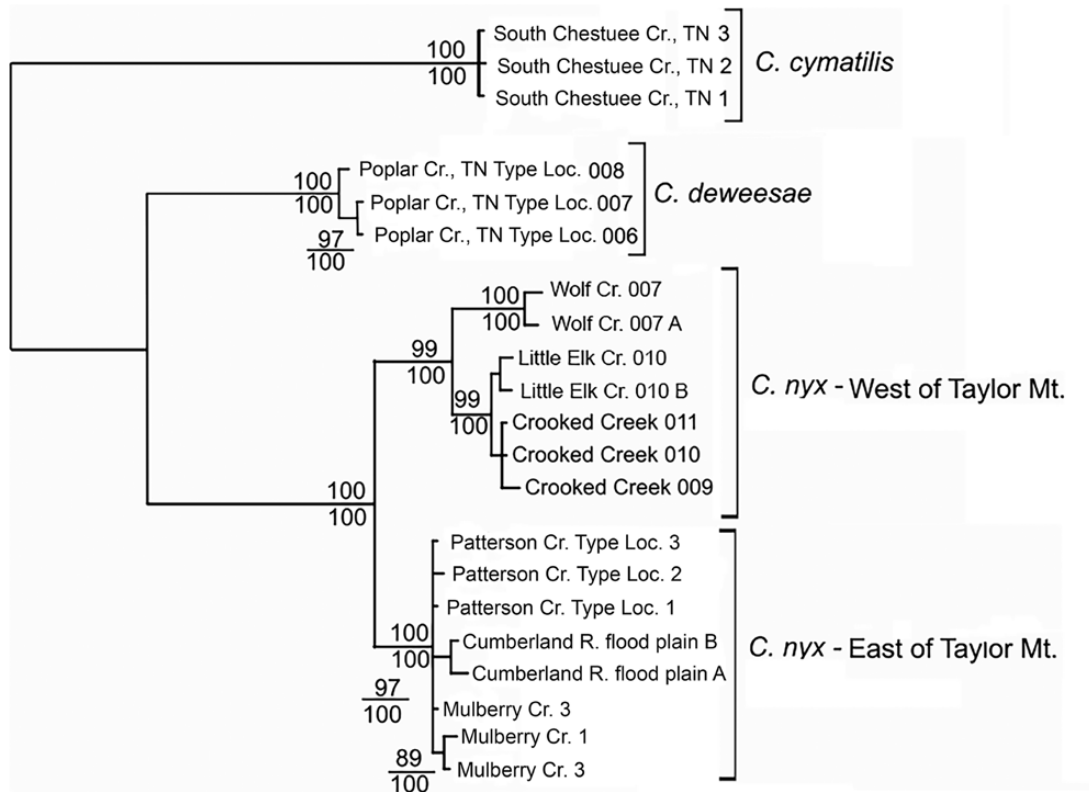 South Chestuee Cr., TN 3
100
South Chestuee Cr., TN 2
C. cymatilis
100
South Chestuee Cr., TN 1
Poplar Cr., TN Type Loc. 008
100
100
Poplar Cr., TN Type Loc. 007
C. deweesae
Poplar Cr., TN Type Loc. 006
97
100
Wolf Cr. 007
100
100
Wolf Cr. 007 A
99
100
Little Elk Cr. 010
Little Elk Cr. 010 B
C. nyx - West of Taylor Mt.
99
100
Crooked Creek 011
Crooked Creek 010
Crooked Creek 009
100
100
Patterson Cr. Type Loc. 3
Patterson Cr. Type Loc. 2
Patterson Cr. Type Loc. 1
100
100
Cumberland R. flood plain B
C. nyx - East of Taylor Mt.
Cumberland R. flood plain A
97
100
Mulberry Cr. 3
Mulberry Cr. 1
89
100
Mulberry Cr. 3